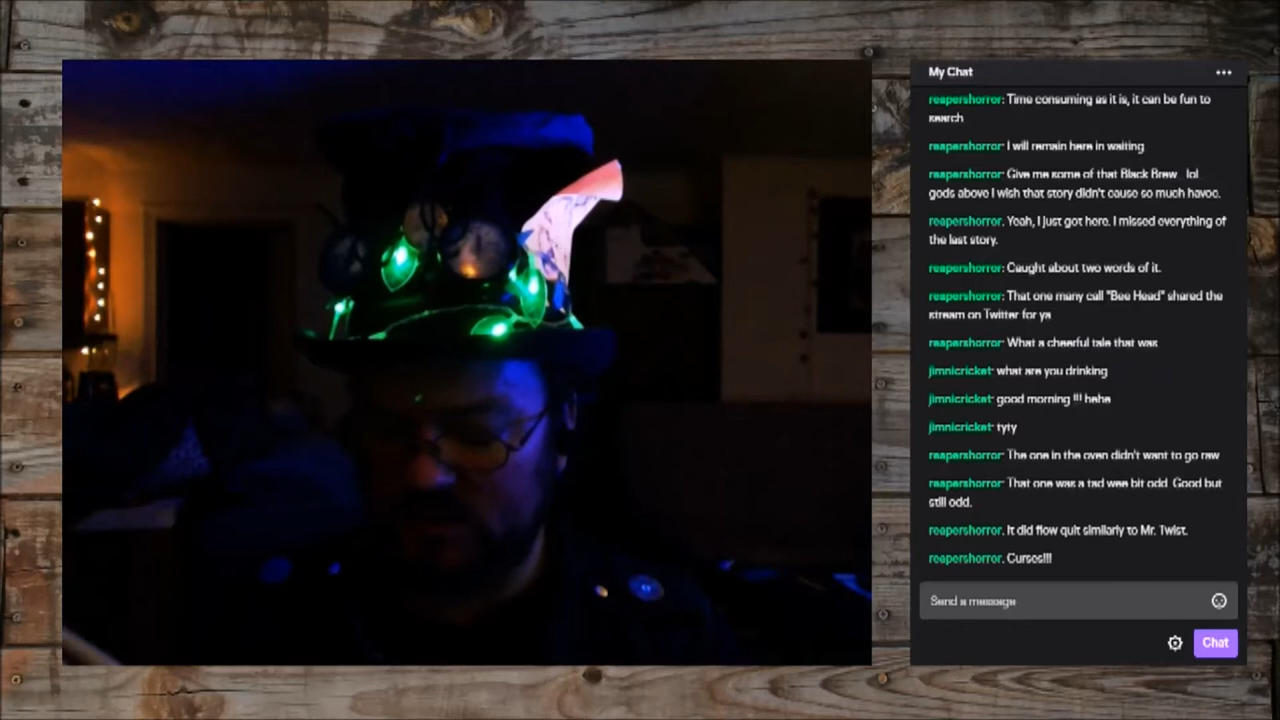 My Chat
reapershorror: Time consuming as it is, it can be fun to
search
reapershorror: I will remain here in waiting
reapershorror: Give me some of that Black Brew. lol
gods above I wish that story didn't cause so much havoc.
reapershorror: Yeah, I just got here. I missed everything of
the last story.
reapershorror: Caught about two words of it.
reapershorror: That one many call "Bee Head" shared the
stream on Twitter for ya
reapershorror: What a cheerful tale that was
jimnicricket: what are you drinking
jimnicricket: good morning !!! hehe
jimnicricket: tyty
reapershorror: The one in the oven didn't want to go raw
reapershorror: That one was a tad wee bit odd. Good but
still odd.
reapershorror: It did flow quit similarly to Mr. Twist.
reapershorror: Curses!!!
Send a message
Chat